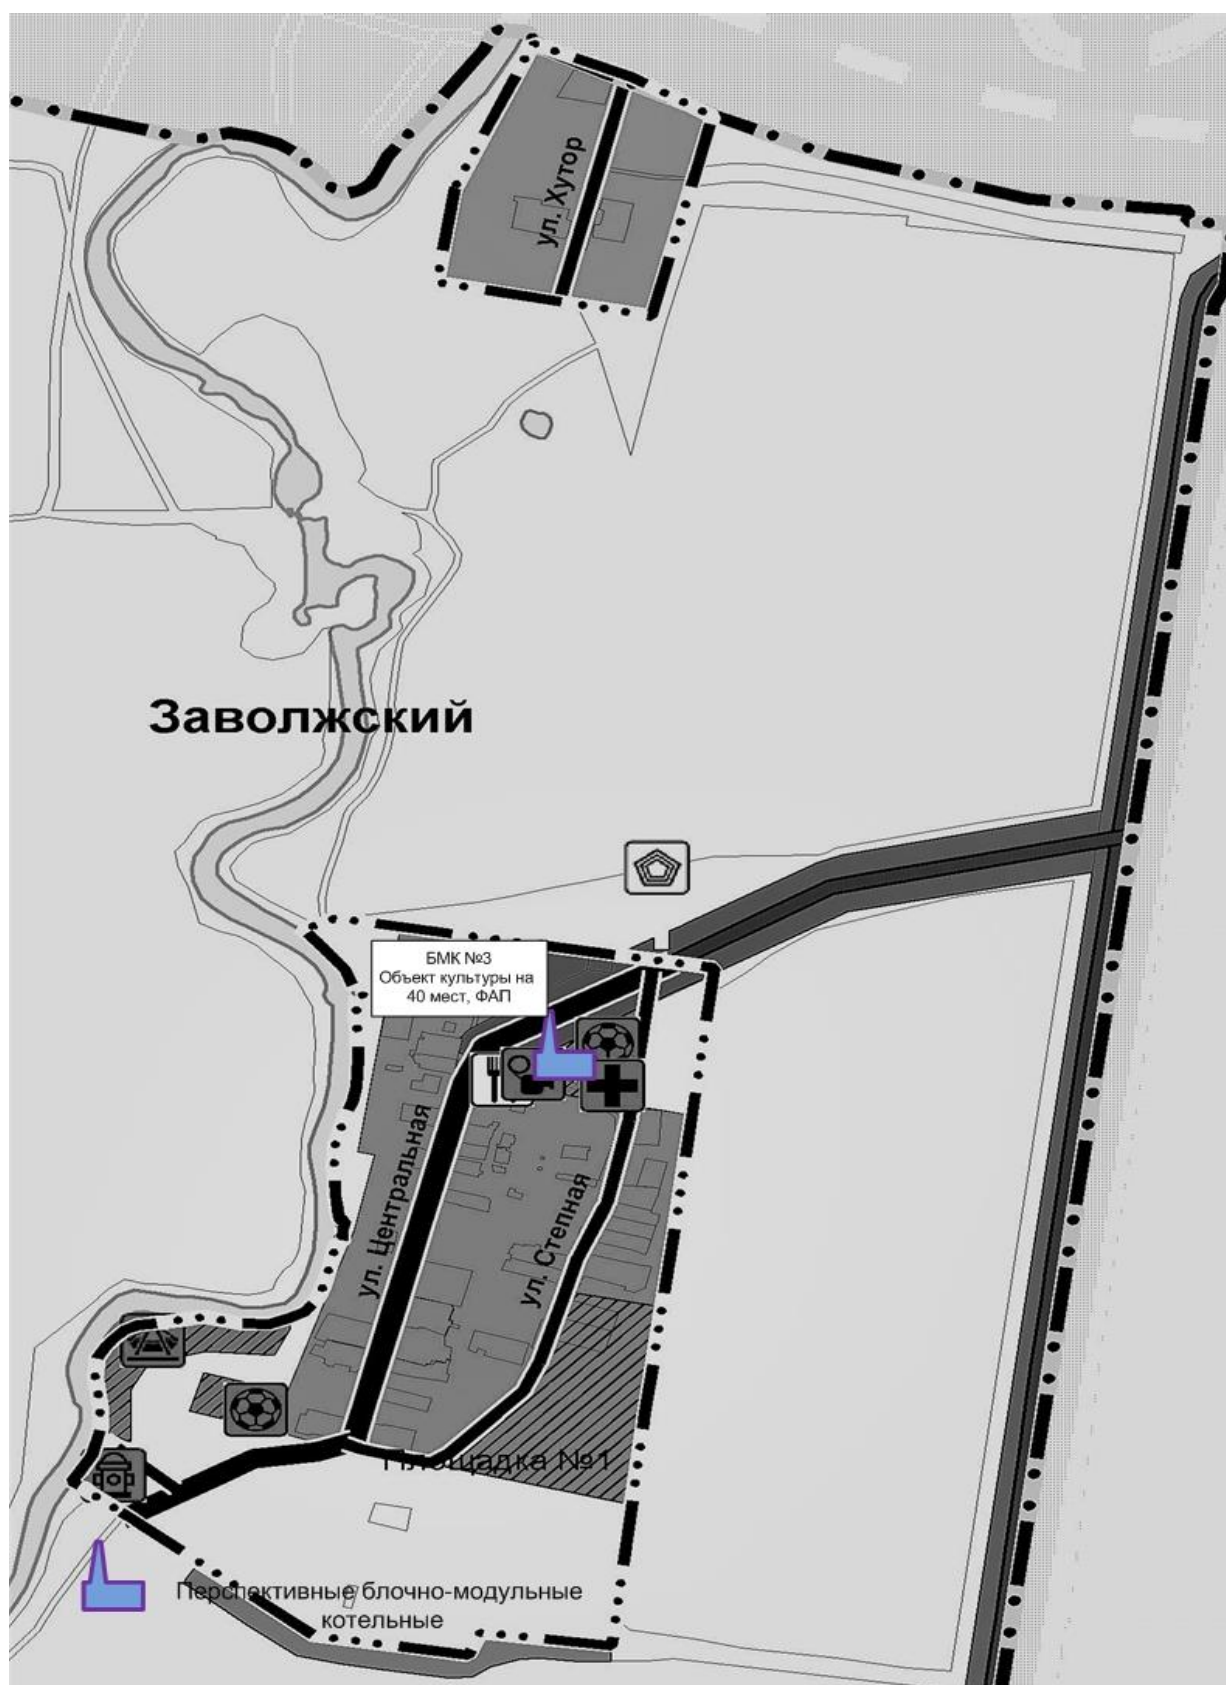 ул. Хутор
Заволжский
БМК №3
Объект культуры на
40 мест, ФАП
ул. Центральная
ул. Степная
Площадка №1
Перспективные блочно-модульные
котельные